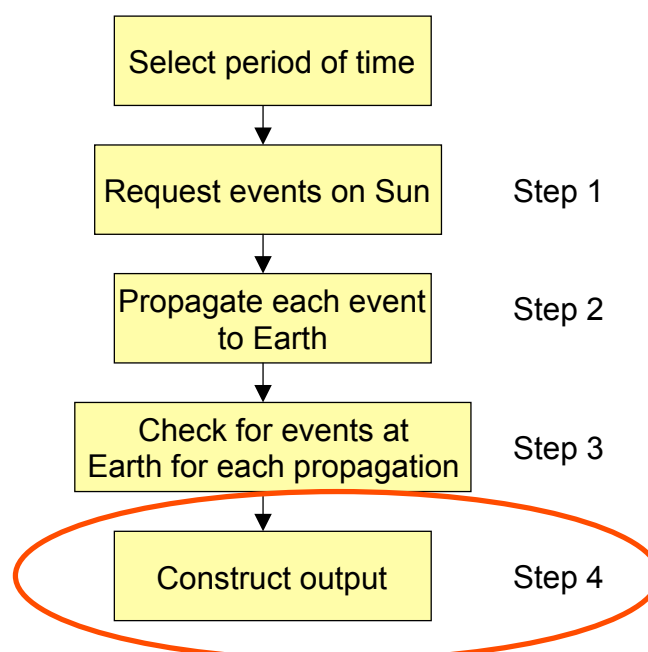 Select period of time
Request events on Sun
Step 1
Propagate each event
to Earth
Step 2
Check for events at
Earth for each propagation
Step 3
Construct output
Step 4